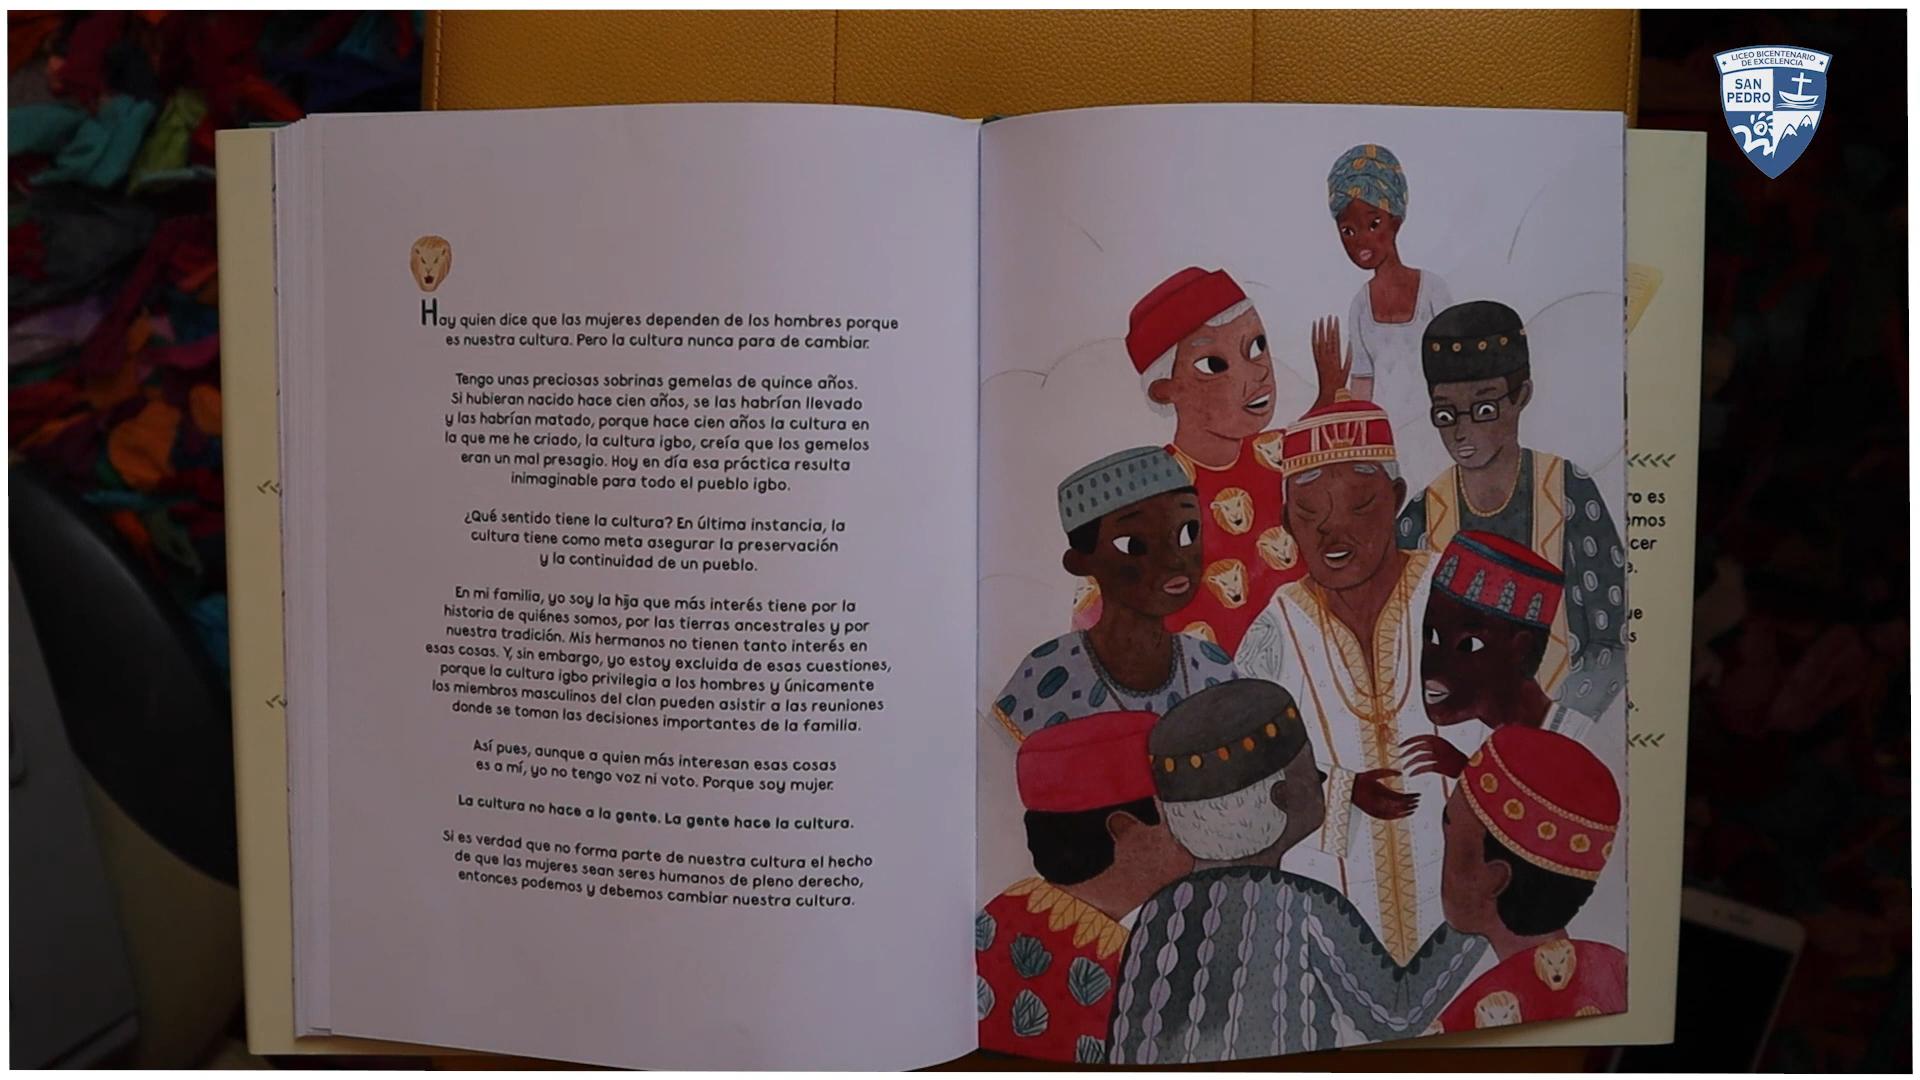 Hay quien dice que las mujeres dependen de los hombres porque
es nuestra cultura. Pero la cultura nunca para de cambiar.
Tengo unas preciosas sobrinas gemelas de quince años.
Si hubieran nacido hace cien años, se las habrían llevado
y las habrían matado, porque hace cien años la cultura en
la que me he criado, la cultura igbo, creía que los gemelos
eran un mal presagio. Hoy en día esa práctica resulta
inimaginable para todo el pueblo igbo.
¿Qué sentido tiene la cultura? En última instancia, la
cultura tiene como meta asegurar la preservación
y la continuidad de un pueblo.
En mi familia, yo soy la hija que más interés tiene por la
historia de quiénes somos, por las tierras ancestrales y por
nuestra tradición. Mis hermanos no tienen tanto interés en
esas cosas. Y, sin embargo, yo estoy excluida de esas cuestiones,
porque la cultura igbo privilegia a los hombres y únicamente
los miembros masculinos del clan pueden asistir a las reuniones
donde se toman las decisiones importantes de la familia.
Así pues, aunque a quien más interesan esas cosas
es a mí, yo no tengo voz ni voto. Porque soy mujer.
La cultura no hace a la gente. La gente hace la cultura.
Si es verdad que no forma parte de nuestra cultura el hecho
de que las mujeres sean seres humanos de pleno derecho,
entonces podemos y debemos cambiar nuestra cultura.
LICEO BICENTENARIO
DE EXCELENCIA
SAN
PEDRO
es